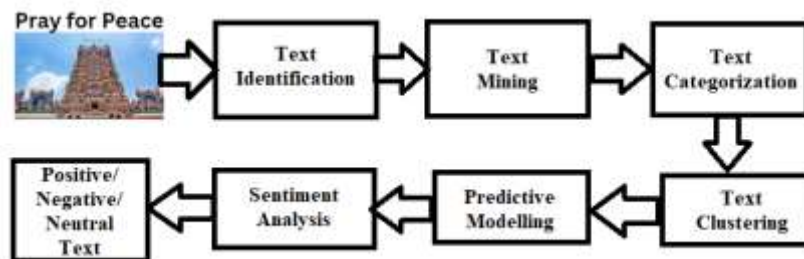 Pray for Peace
Text
Identification
Text
Mining
Text
Categorization
Text
Clustering
Predictive
Modelling
Sentiment
Analysis
Positive/
Negative/
Neutral
Text